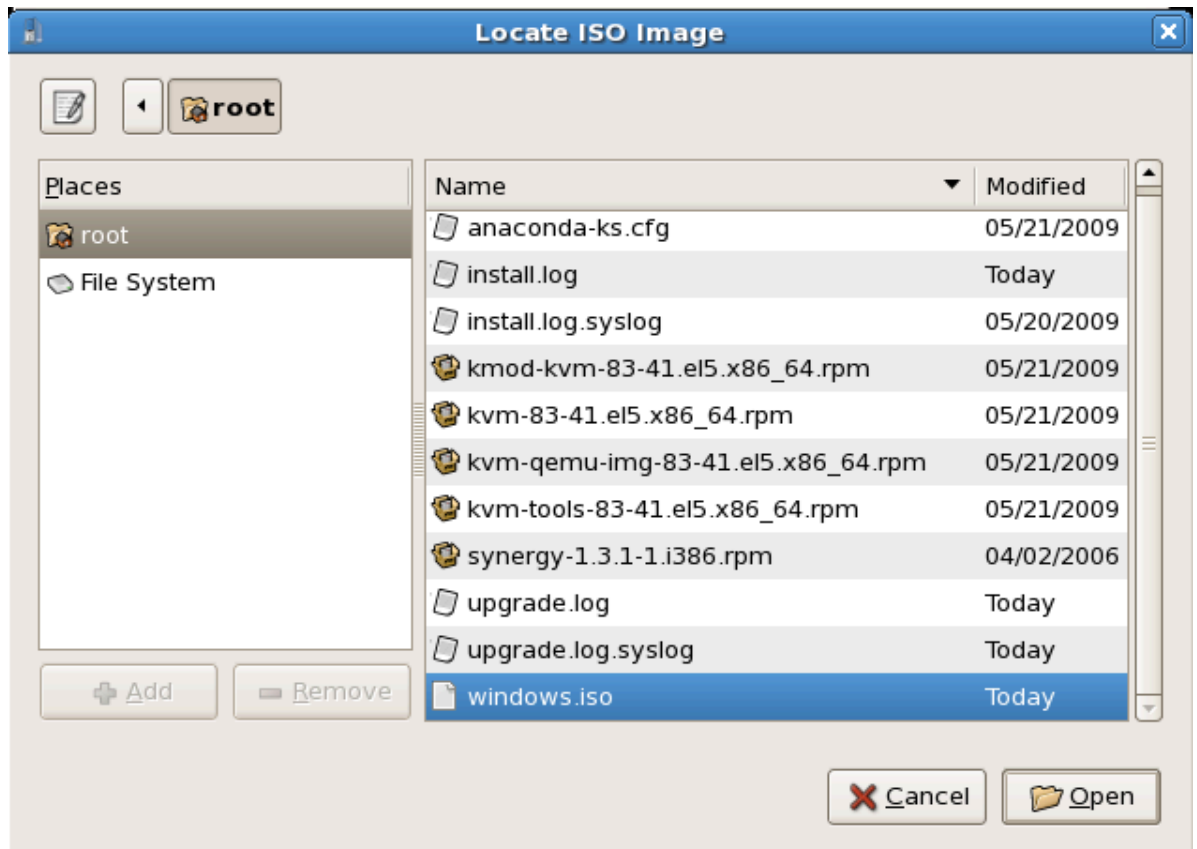 Locate ISO Image
root
Places
root
File System
Add
Remove
Name Modified
anaconda-ks.cfg 05/21/2009
install.log Today
install.log.syslog 05/20/2009
kmod-kvm-83-41.el5.x86_64.rpm 05/21/2009
kvm-83-41.el5.x86_64.rpm 05/21/2009
kvm-qemu-img-83-41.el5.x86_64.rpm 05/21/2009
kvm-tools-83-41.el5.x86_64.rpm 05/21/2009
synergy-1.3.1-1.i386.rpm 04/02/2006
upgrade.log Today
upgrade.log.syslog Today
windows.iso Today
Cancel
Open